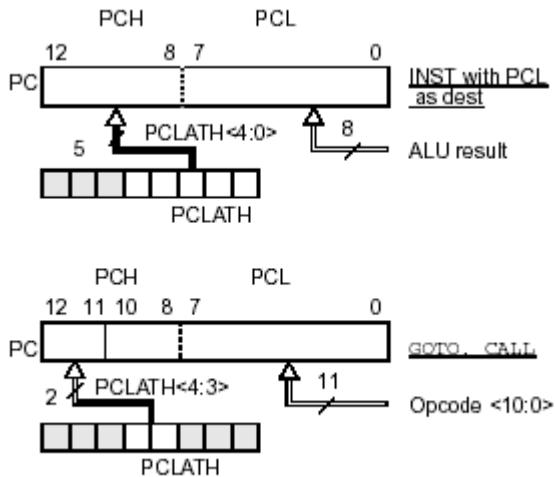 PCH PCL
12 8 7 0
PC INST with PCL
as dest
PCLATH<4:0> 8
5 ALU result
PCLATH
PCH PCL
12 11 10 8 7 0
PC GOTO, CALL
2 PCLATH<4:3> 11
Opcode <10:0>
PCLATH